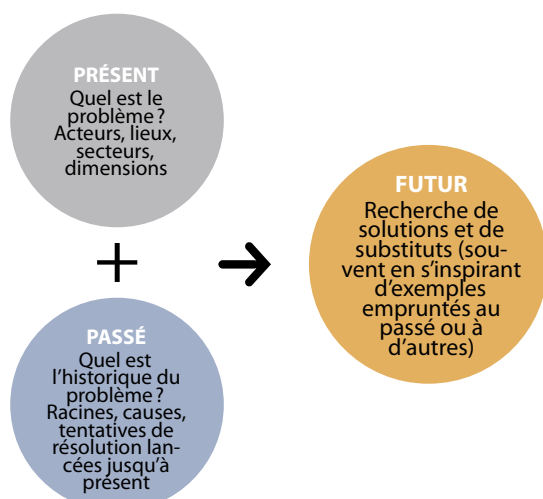 PRÉSENT
Quel est le
problème ?
Acteurs, lieux,
secteurs,
dimensions
+
PASSÉ
Quel est
l’historique du
problème ?
Racines, causes,
tentatives de
résolution lan-
cées jusqu’à
présent
FUTUR
Recherche de
solutions et de
substituts (sou-
vent en s’inspirant
d’exemples
empruntés au
passé ou à
d’autres)